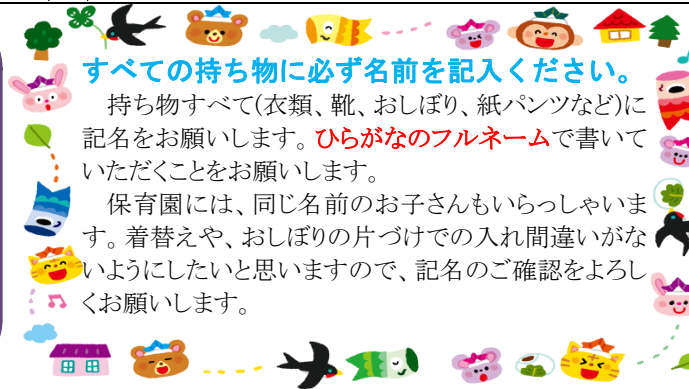 すべての持ち物に必ず名前を記入ください。
　持ち物すべて(衣類、靴、おしぼり、紙パンツなど)に
記名をお願いします。ひらがなのフルネームで書いて
いただくことをお願いします。
　保育園には、同じ名前のお子さんもいらっしゃいま
す。着替えや、おしぼりの片づけでの入れ間違いがな
いようにしたいと思いますので、記名のご確認をよろし
くお願いします。